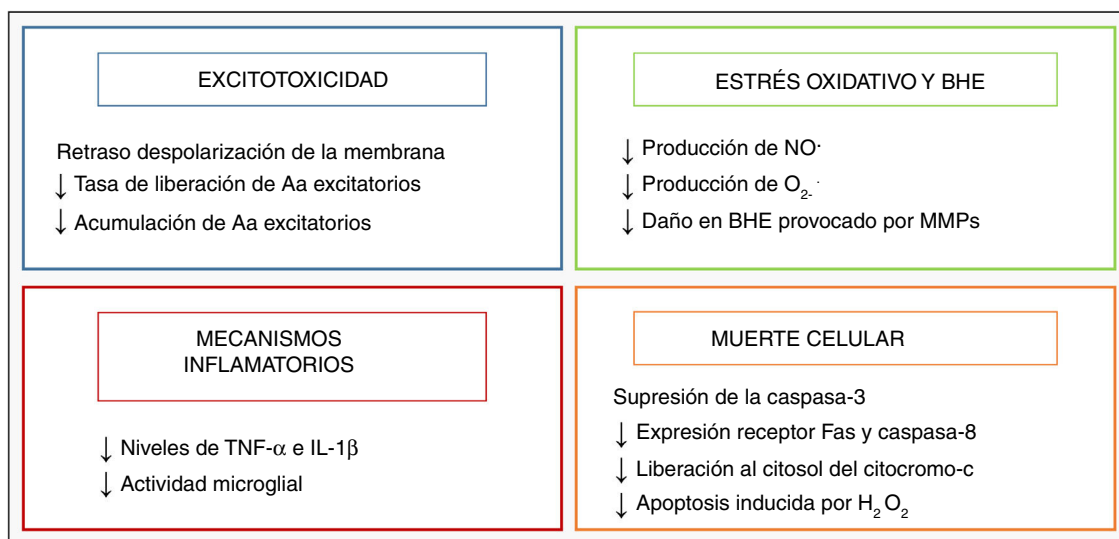 EXCITOTOXICIDAD
Retraso despolarización de la membrana
↓ Tasa de liberación de Aa excitatorios
↓ Acumulación de Aa excitatorios
ESTRÉS OXIDATIVO Y BHE
↓ Producción de NO·
↓ Producción de O₂₋·
↓ Daño en BHE provocado por MMPs
MECANISMOS
INFLAMATORIOS
↓ Niveles de TNF-α e IL-1β
↓ Actividad microglial
MUERTE CELULAR
Supresión de la caspasa-3
↓ Expresión receptor Fas y caspasa-8
↓ Liberación al citosol del citocromo-c
↓ Apoptosis inducida por H₂O₂